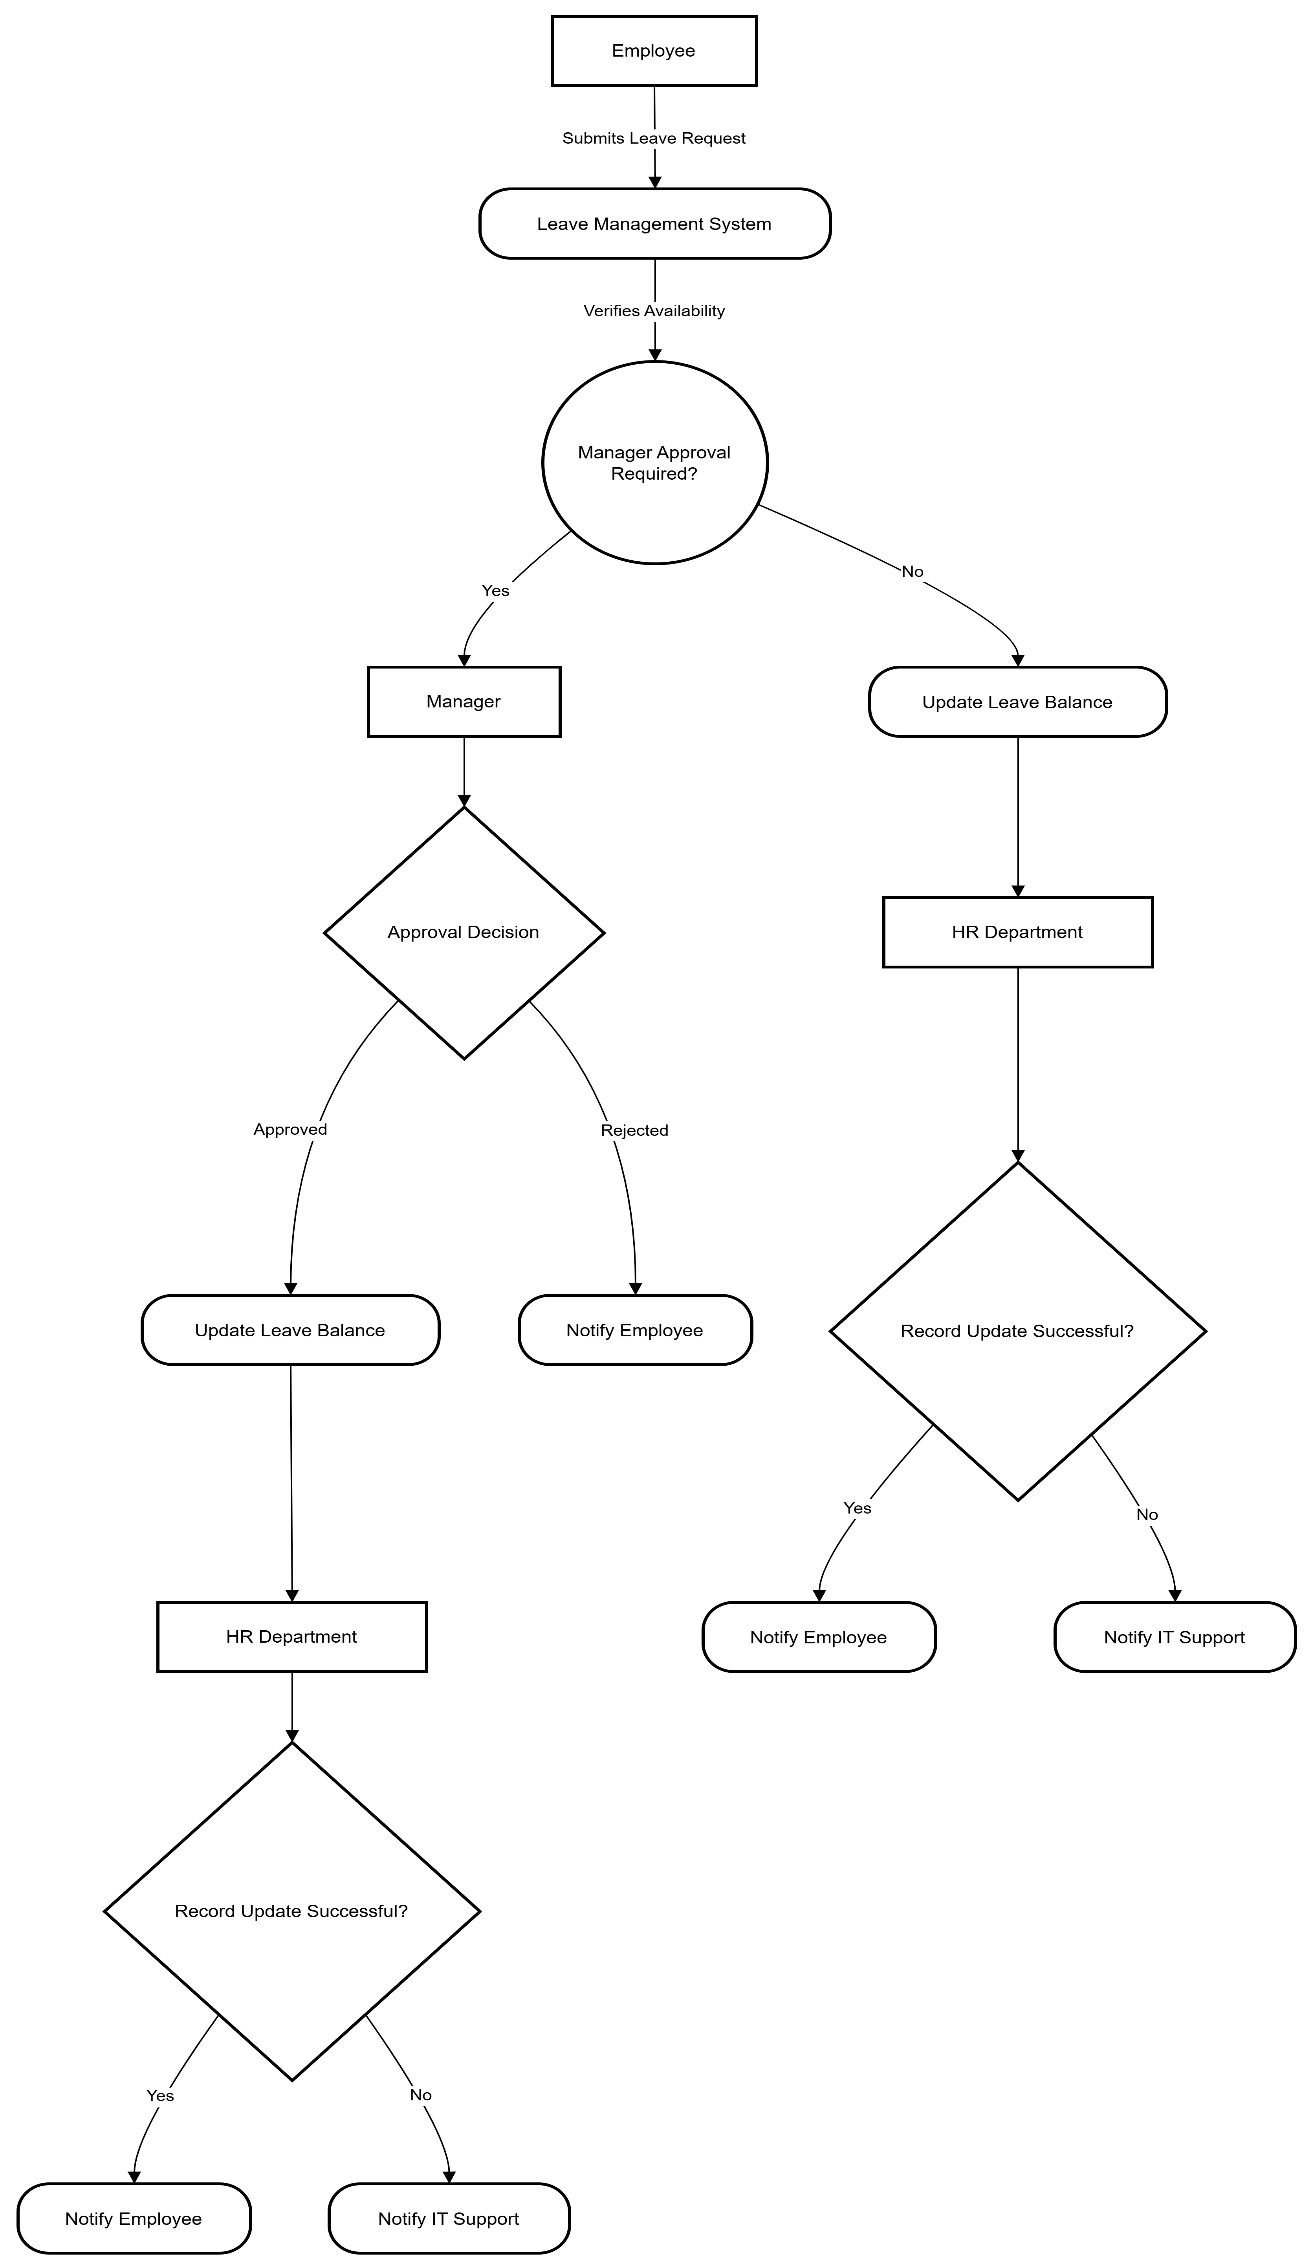 Employee
Submits Leave Request
Leave Management System
Verifies Availability
Manager Approval
Required?
Yes
No
Manager
Update Leave Balance
Approval Decision
HR Department
Approved
Rejected
Update Leave Balance
Notify Employee
Record Update Successful?
Yes
No
HR Department
Notify Employee
Notify IT Support
Record Update Successful?
Yes
No
Notify Employee
Notify IT Support